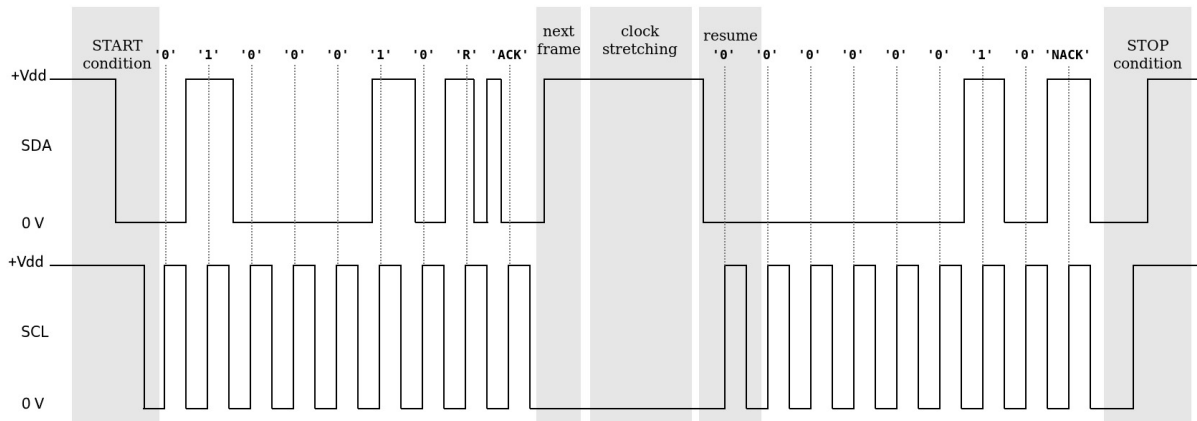 START
condition
'0' '1' '0' '0' '0' '1' '0' 'R' 'ACK'
next
frame
clock
stretching
resume
'0' '0' '0' '0' '0' '0' '1' '0' 'NACK'
STOP
condition
+Vdd
SDA
0 V
+Vdd
SCL
0 V